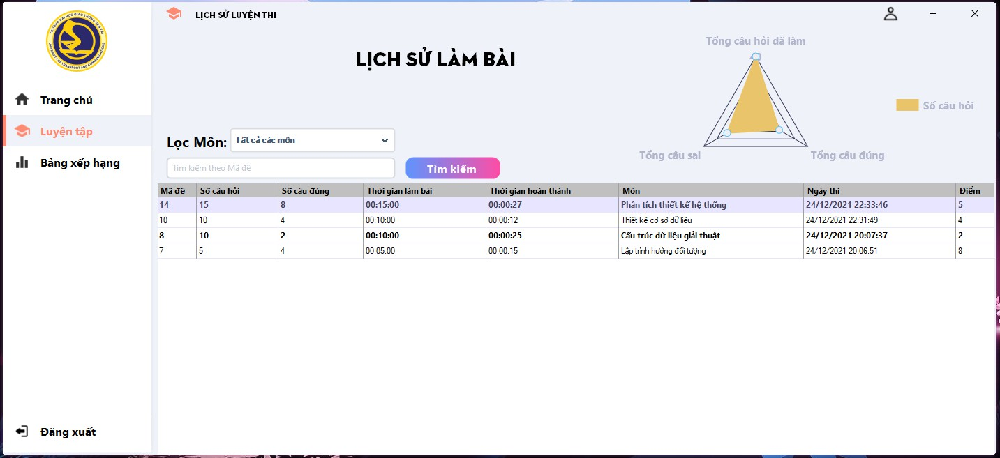 TRƯỜNG ĐẠI HỌC GIAO THÔNG VẬN TẢI
UNIVERSITY OF TRANSPORT AND COMMUNICATIONS
LỊCH SỬ LUYỆN THI
LỊCH SỬ LÀM BÀI
Trang chủ
Luyện tập
Bảng xếp hạng
Đăng xuất
Tổng câu hỏi đã làm
Số câu hỏi
Tổng câu sai
Tổng câu đúng
Lọc Môn: Tất cả các môn
Tìm kiếm theo Mã đề Tìm kiếm
Mã đề Số câu hỏi Số câu đúng Thời gian làm bài Thời gian hoàn thành Môn Ngày thi Điểm
14 15 8 00:15:00 00:00:27 Phân tích thiết kế hệ thống 24/12/2021 22:33:46 5
10 10 4 00:10:00 00:00:12 Thiết kế cơ sở dữ liệu 24/12/2021 22:31:49 4
8 10 2 00:10:00 00:00:25 Cấu trúc dữ liệu giải thuật 24/12/2021 20:07:37 2
7 5 4 00:05:00 00:00:15 Lập trình hướng đối tượng 24/12/2021 20:06:51 8